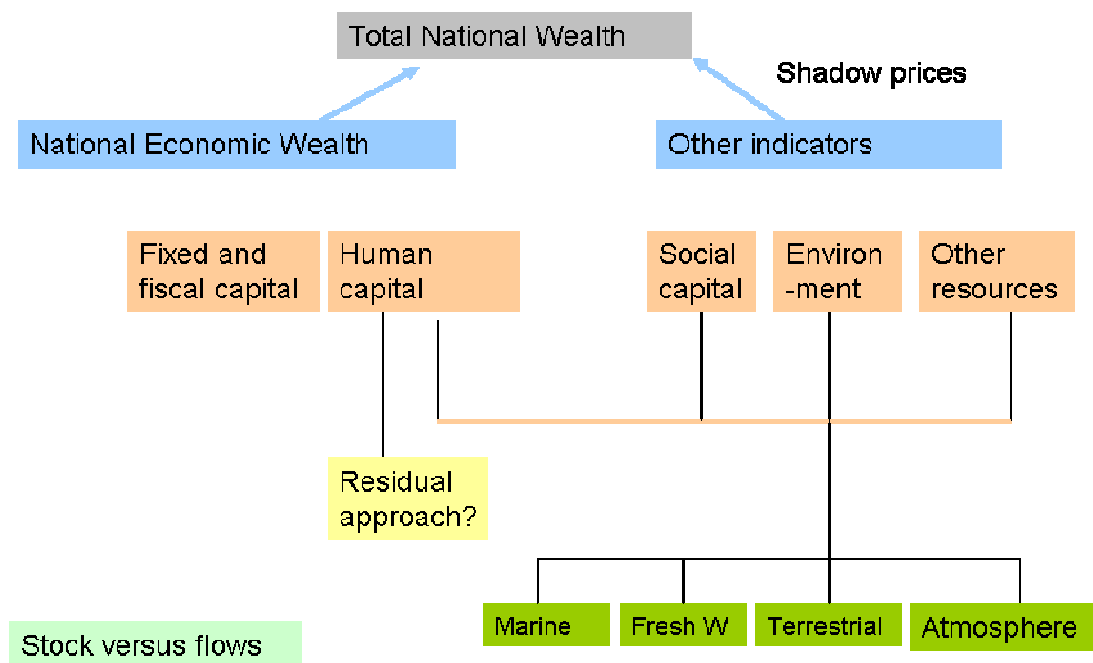 Total National Wealth
Shadow prices
National Economic Wealth
Other indicators
Fixed and
fiscal capital
Human
capital
Social
capital
Environ
-ment
Other
resources
Residual
approach?
Marine
Fresh W
Terrestrial
Atmosphere
Stock versus flows